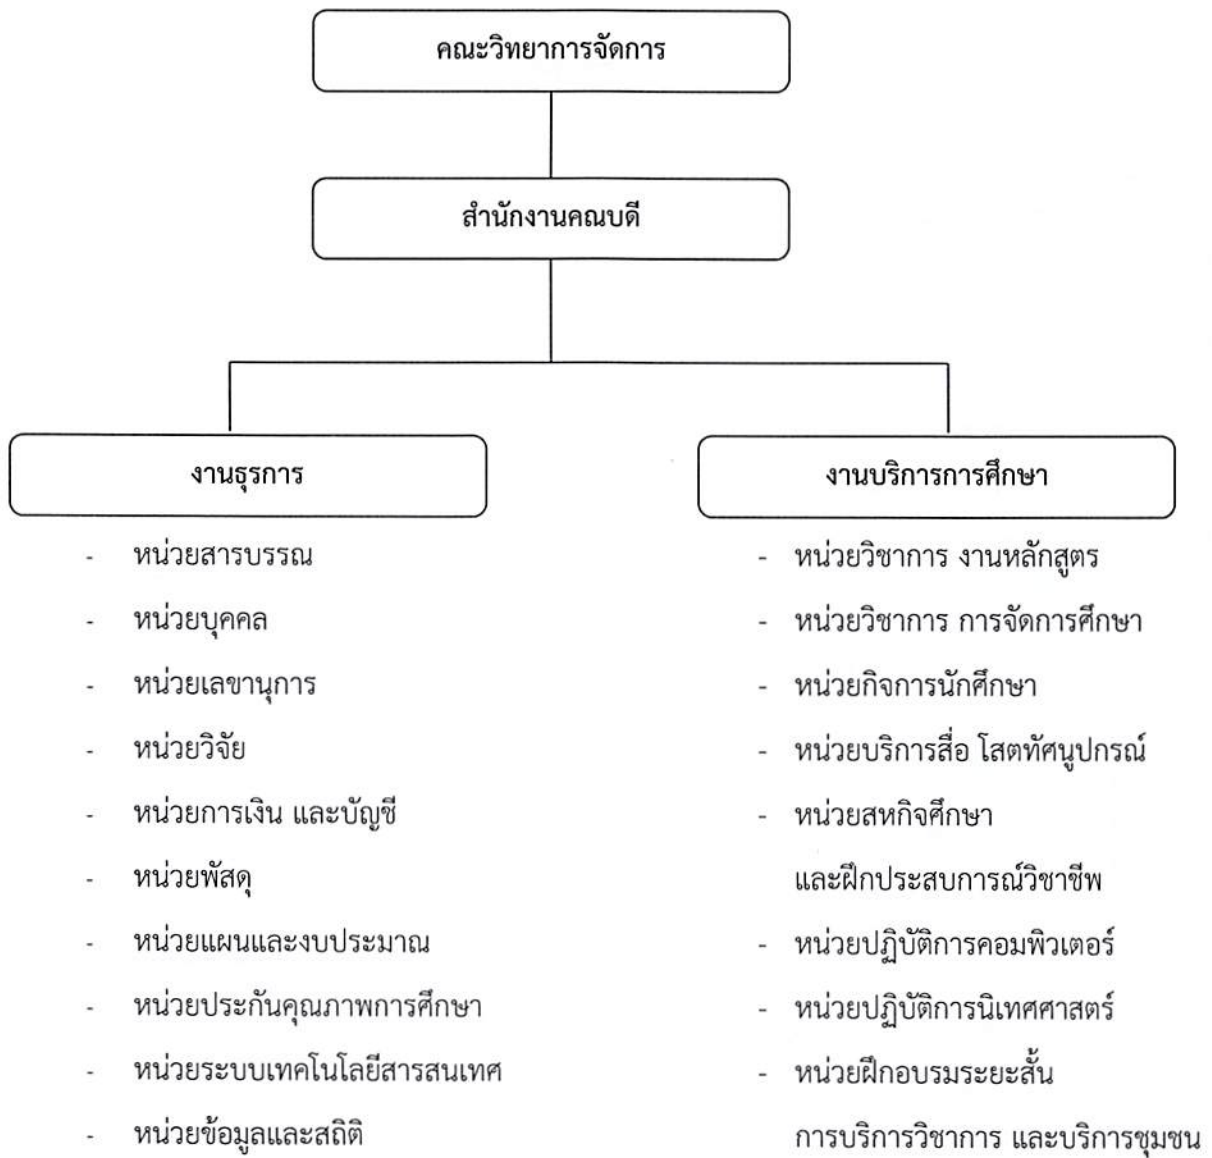 คณะวิทยาการจัดการ
สำนักงานคณบดี
งานธุรการ
- หน่วยสารบรรณ
- หน่วยบุคคล
- หน่วยเลขานุการ
- หน่วยวิจัย
- หน่วยการเงิน และบัญชี
- หน่วยพัสดุ
- หน่วยแผนและงบประมาณ
- หน่วยประกันคุณภาพการศึกษา
- หน่วยระบบเทคโนโลยีสารสนเทศ
- หน่วยข้อมูลและสถิติ
งานบริการการศึกษา
- หน่วยวิชาการ งานหลักสูตร
- หน่วยวิชาการ การจัดการศึกษา
- หน่วยกิจการนักศึกษา
- หน่วยบริการสื่อ โสตทัศนูปกรณ์
- หน่วยสหกิจศึกษา
และฝึกประสบการณ์วิชาชีพ
- หน่วยปฏิบัติการคอมพิวเตอร์
- หน่วยปฏิบัติการนิเทศศาสตร์
- หน่วยฝึกอบรมระยะสั้น
การบริการวิชาการ และบริการชุมชน